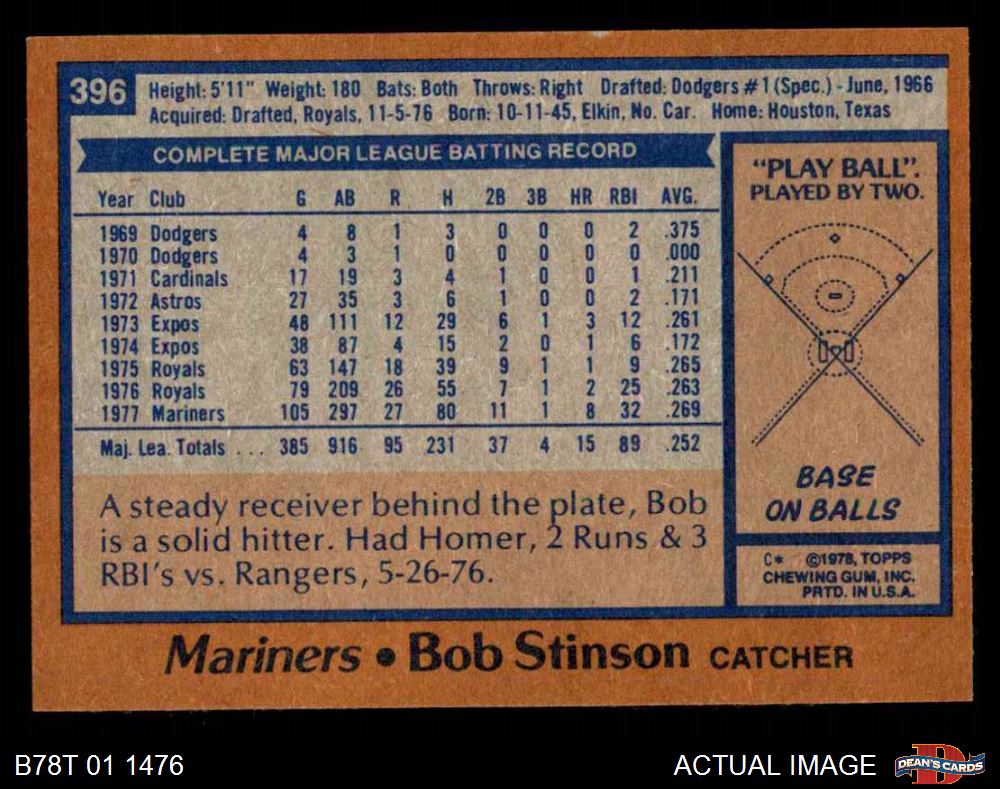 396
Height: 5'11" Weight: 180 Bats: Both Throws: Right Drafted: Dodgers #1 (Spec.) - June, 1966
Acquired: Drafted, Royals, 11-5-76 Born: 10-11-45, Elkin, No. Car. Home: Houston, Texas
COMPLETE MAJOR LEAGUE BATTING RECORD
Year Club G AB R H 2B 3B HR RBI AVG.
1969 Dodgers 4 8 1 3 0 0 0 2 .375
1970 Dodgers 4 3 1 0 0 0 0 0 .000
1971 Cardinals 17 19 3 4 1 0 0 1 .211
1972 Astros 27 35 3 6 1 0 0 2 .171
1973 Expos 48 111 12 29 6 1 3 12 .261
1974 Expos 38 87 4 15 2 0 1 6 .172
1975 Royals 63 147 18 39 9 1 1 9 .265
1976 Royals 79 209 26 55 7 1 2 25 .263
1977 Mariners 105 297 27 80 11 1 8 32 .269
Maj. Lea. Totals ... 385 916 95 231 37 4 15 89 .252
A steady receiver behind the plate, Bob
is a solid hitter. Had Homer, 2 Runs & 3
RBI's vs. Rangers, 5-26-76.
"PLAY BALL".
PLAYED BY TWO.
BASE
ON BALLS
C* ©1978, TOPPS
CHEWING GUM, INC.
PRTD. IN U.S.A.
Mariners • Bob Stinson CATCHER
B78T 01 1476
ACTUAL IMAGE
D
DEAN'S CARDS